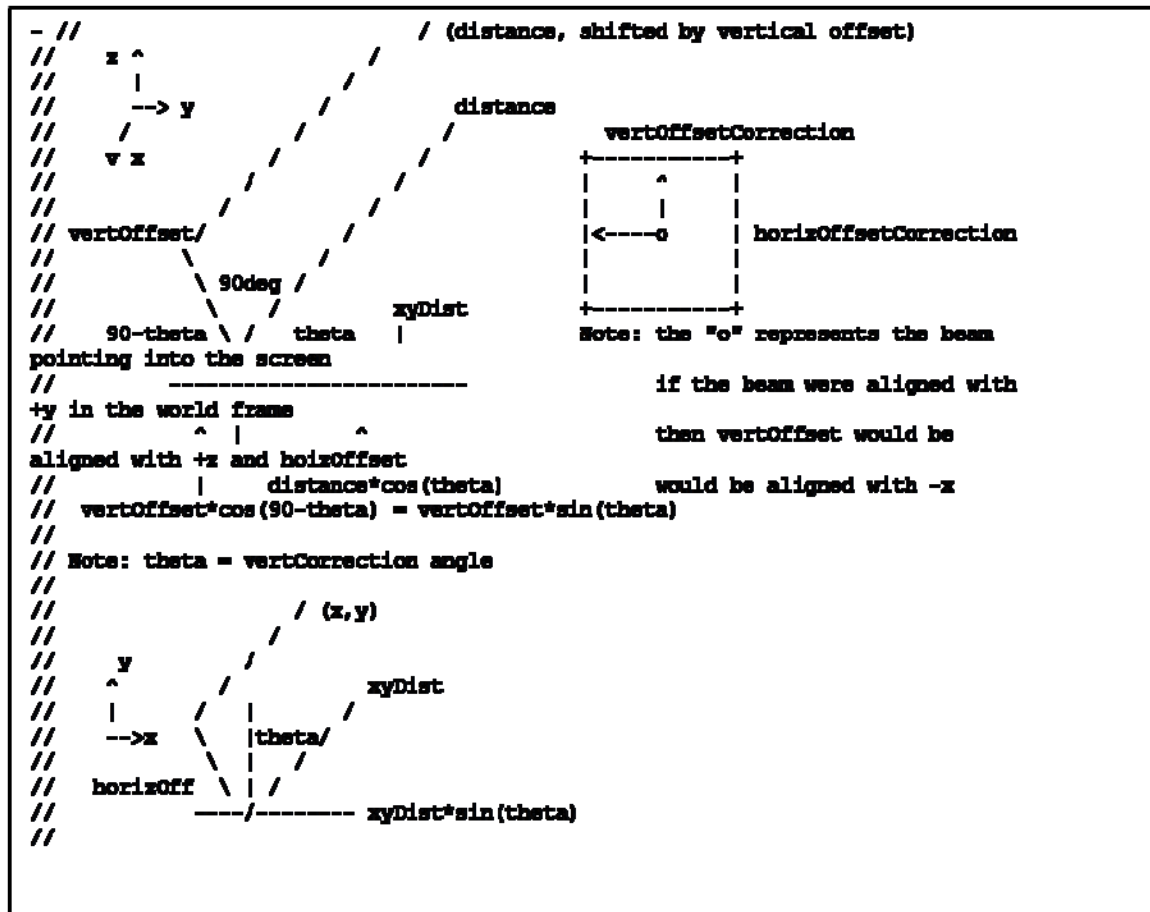 - //                              / (distance, shifted by vertical offset)
//    z ^                      /
//      |                    /
//      --> y              /          distance
//     /                 /           /            vertOffsetCorrection
//    v x              /           /            +-----------+
//                   /           /              |     ^     |
//                 /           /                |     |     |
// vertOffset/           /                  |<----o     | horizOffsetCorrection
//          \          /                    |           |
//           \ 90deg /                      |           |
//            \    /         xyDist         +-----------+
//    90-theta \ /   theta   |              Note: the "o" represents the beam
pointing into the screen
//         ------------------------               if the beam were aligned with
+y in the world frame
//           ^  |         ^                       then vertOffset would be
aligned with +z and hoizOffset
//           |     distance*cos(theta)            would be aligned with -x
//  vertOffset*cos(90-theta) = vertOffset*sin(theta)
//
// Note: theta = vertCorrection angle
//
//                   / (x,y)
//                 /
//     y         /
//    ^        /           xyDist
//    |      /   |       /
//    -->x   \   |theta/
//            \  |   /
//   horizOff  \ | /
//           ----/-------- xyDist*sin(theta)
//